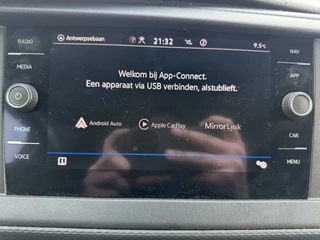 RADIO
MEDIA
PHONE
VOICE
Antwerpsebaan
21:32
9.5°C
Welkom bij App-Connect.
Een apparaat via USB verbinden, alstublieft.
Android Auto
Apple CarPlay
MirrorLink
NAV
APP
CAR
MENU